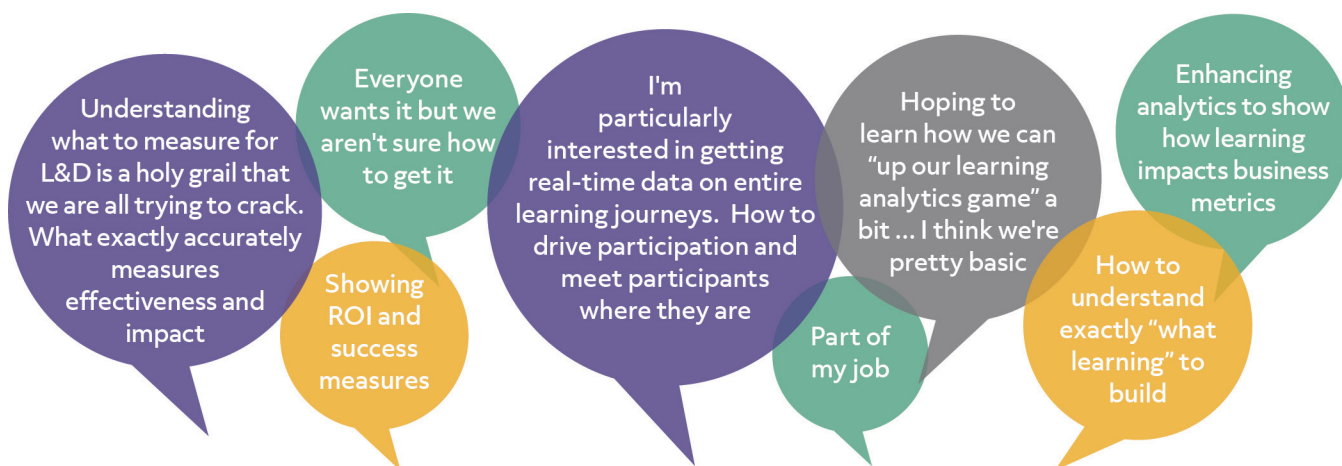 Understanding
what to measure for
L&D is a holy grail that
we are all trying to crack.
What exactly accurately
measures
effectiveness and
impact
Everyone
wants it but we
aren't sure how
to get it
Showing
ROI and
success
measures
I'm
particularly
interested in getting
real-time data on entire
learning journeys.  How to
drive participation and
meet participants
where they are
Part of
my job
Hoping to
learn how we can
“up our learning
analytics game” a
bit ... I think we're
pretty basic
Enhancing
analytics to show
how learning
impacts business
metrics
How to
understand
exactly “what
learning” to
build